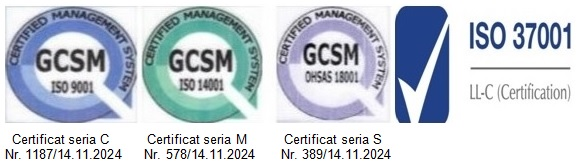 CERTIFIED MANAGEMENT SYSTEM
GCSM
ISO 9001
CERTIFIED MANAGEMENT SYSTEM
GCSM
ISO 14001
CERTIFIED MANAGEMENT SYSTEM
GCSM
OHSAS 18001
ISO 37001
LL-C (Certification)
Certificat seria C
Nr. 1187/14.11.2024
Certificat seria M
Nr. 578/14.11.2024
Certificat seria S
Nr. 389/14.11.2024